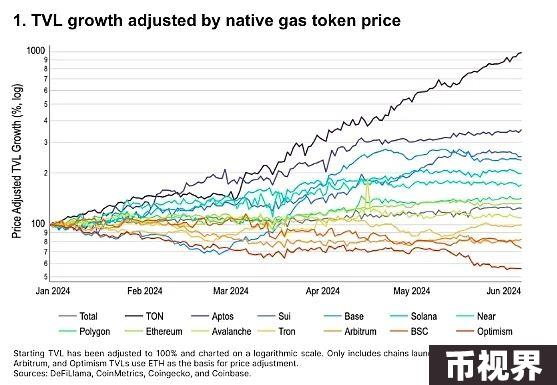 1. TVL growth adjusted by native gas token price
Price Adjusted TVL Growth (%, log)
1000
9
8
7
6
5
4
3
2
100
9
8
7
6
5
Jan 2024 Feb 2024 Mar 2024 Apr 2024 May 2024 Jun 2024
Total TON Aptos Sui Base Solana Near
Polygon Ethereum Avalanche Tron Arbitrum BSC Optimism
Starting TVL has been adjusted to 100% and charted on a logarithmic scale. Only includes chains
Arbitrum, and Optimism TVLs use ETH as the basis for price adjustment.
Sources: DeFiLlama, CoinMetrics, Coingecko, and Coinbase.
币视界